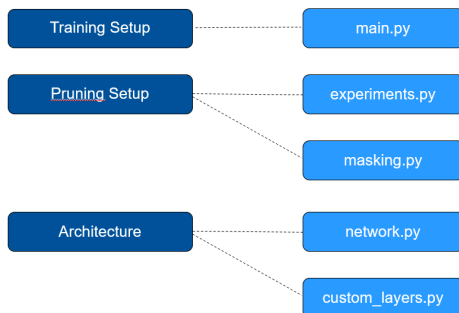 Training Setup
main.py
Pruning Setup
experiments.py
masking.py
Architecture
network.py
custom_layers.py